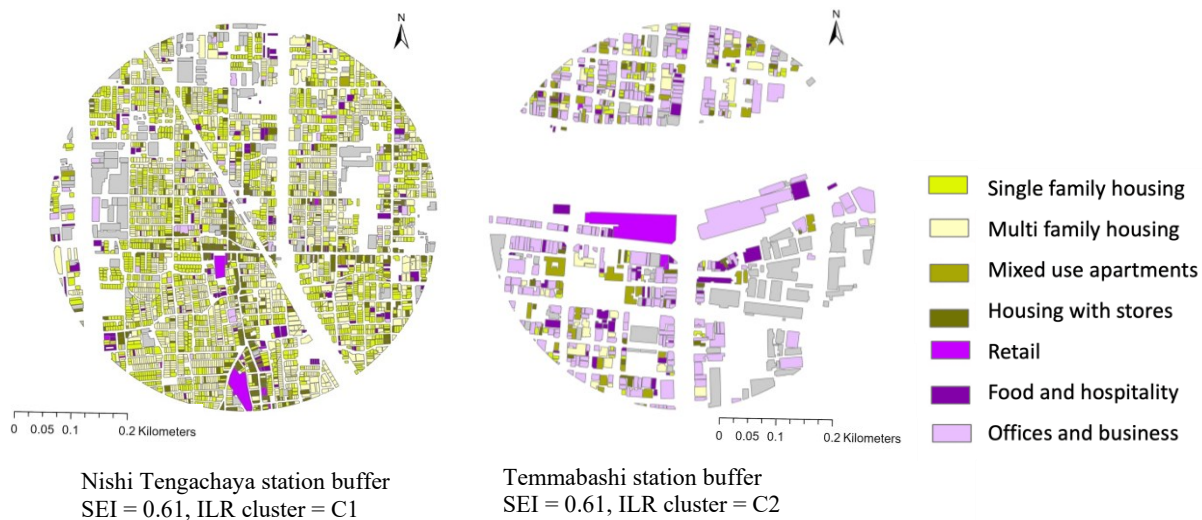 N
N
Single family housing
Multi family housing
Mixed use apartments
Housing with stores
Retail
Food and hospitality
Offices and business
0 0.05 0.1 0.2 Kilometers
0 0.05 0.1 0.2 Kilometers
Nishi Tengachaya station buffer
SEI = 0.61, ILR cluster = C1
Temmabashi station buffer
SEI = 0.61, ILR cluster = C2